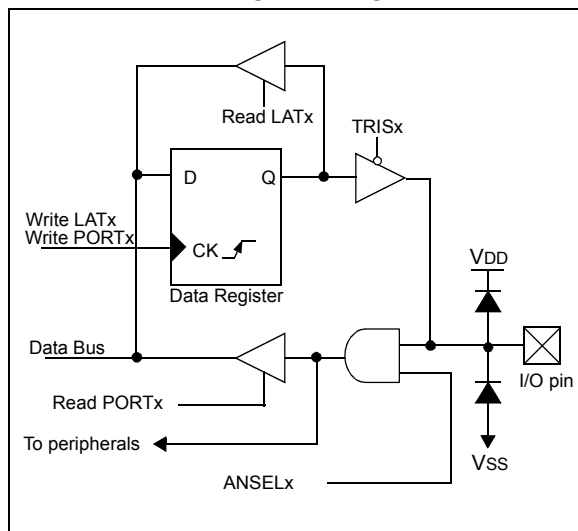 Read LATx
TRISx
D Q
Write LATx
Write PORTx
CK
Data Register
VDD
Data Bus
I/O pin
Read PORTx
To peripherals
VSS
ANSELx